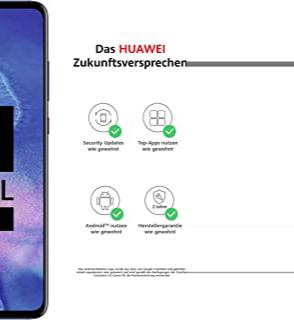 Das HUAWEI
Zukunftsversprechen
Security Updates
wie gewohnt
Top-Apps nutzen
wie gewohnt
Android™ nutzen
wie gewohnt
2 Jahre
Herstellergarantie
wie gewohnt
L